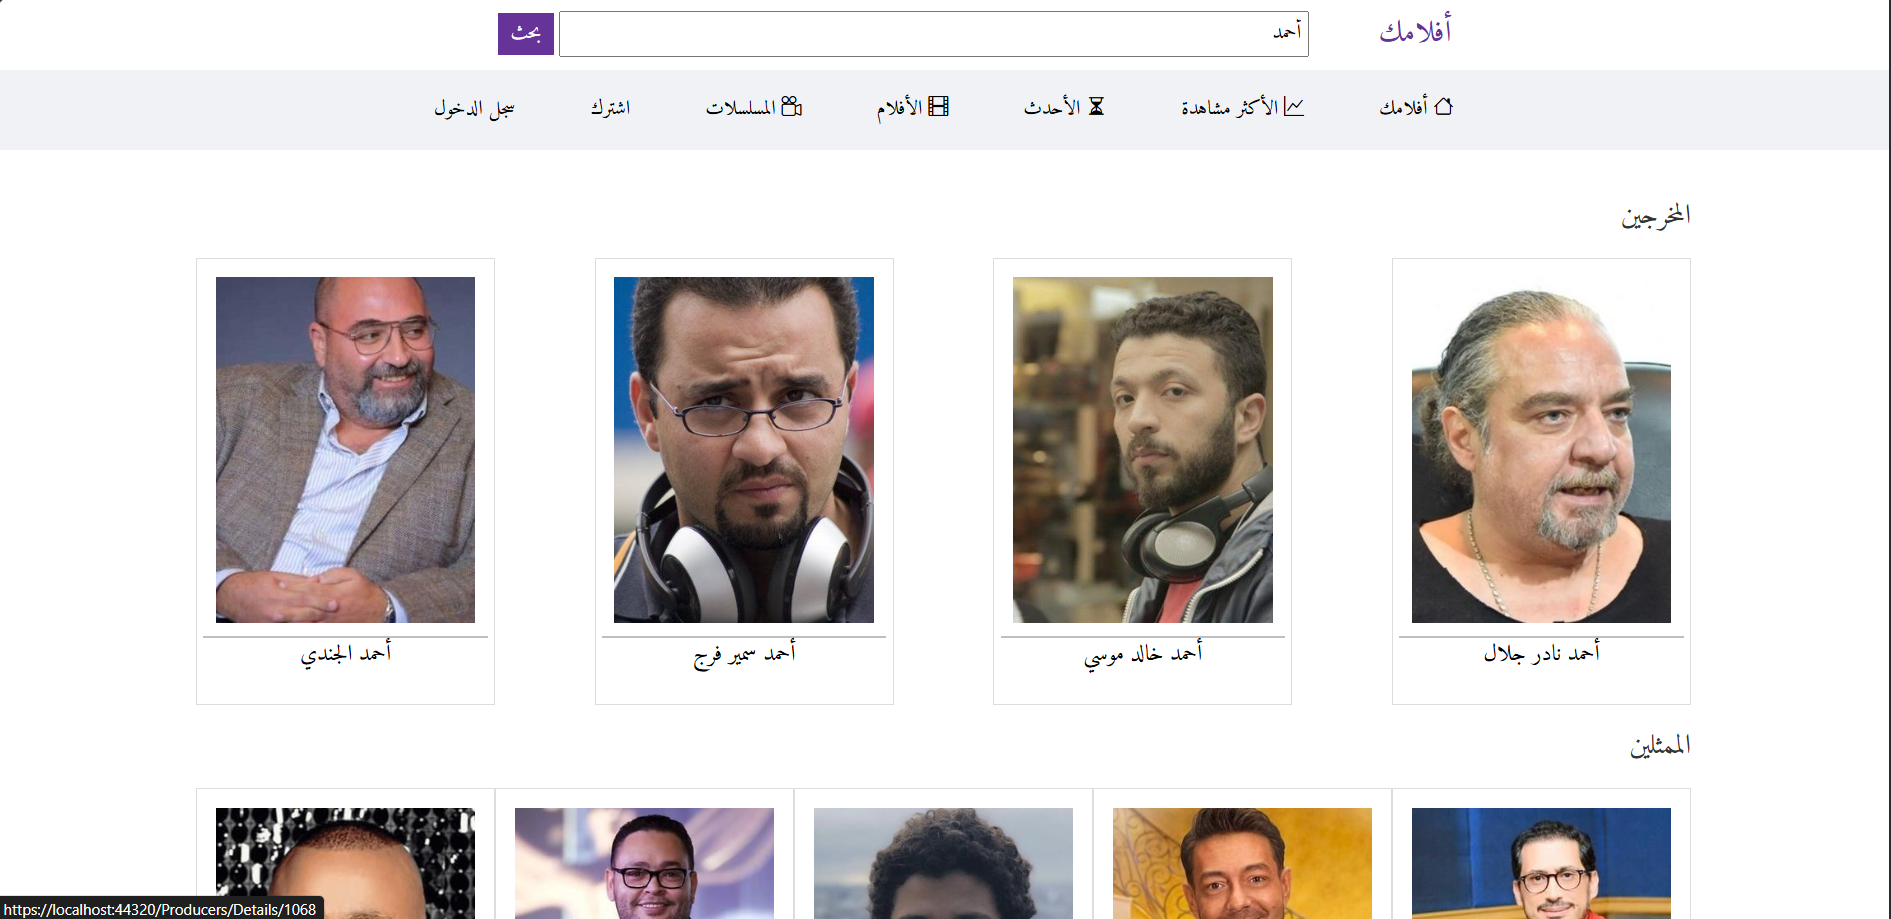 أفلامك
أحمد
بحث
أفلامك
الأكثر مشاهدة
الأحدث
الأفلام
المسلسلات
اشترك
سجل الدخول
المخرجين
أحمد نادر جلال
أحمد خالد موسي
أحمد سمير فرج
أحمد الجندي
الممثلين
https://localhost:44320/Producers/Details/1068